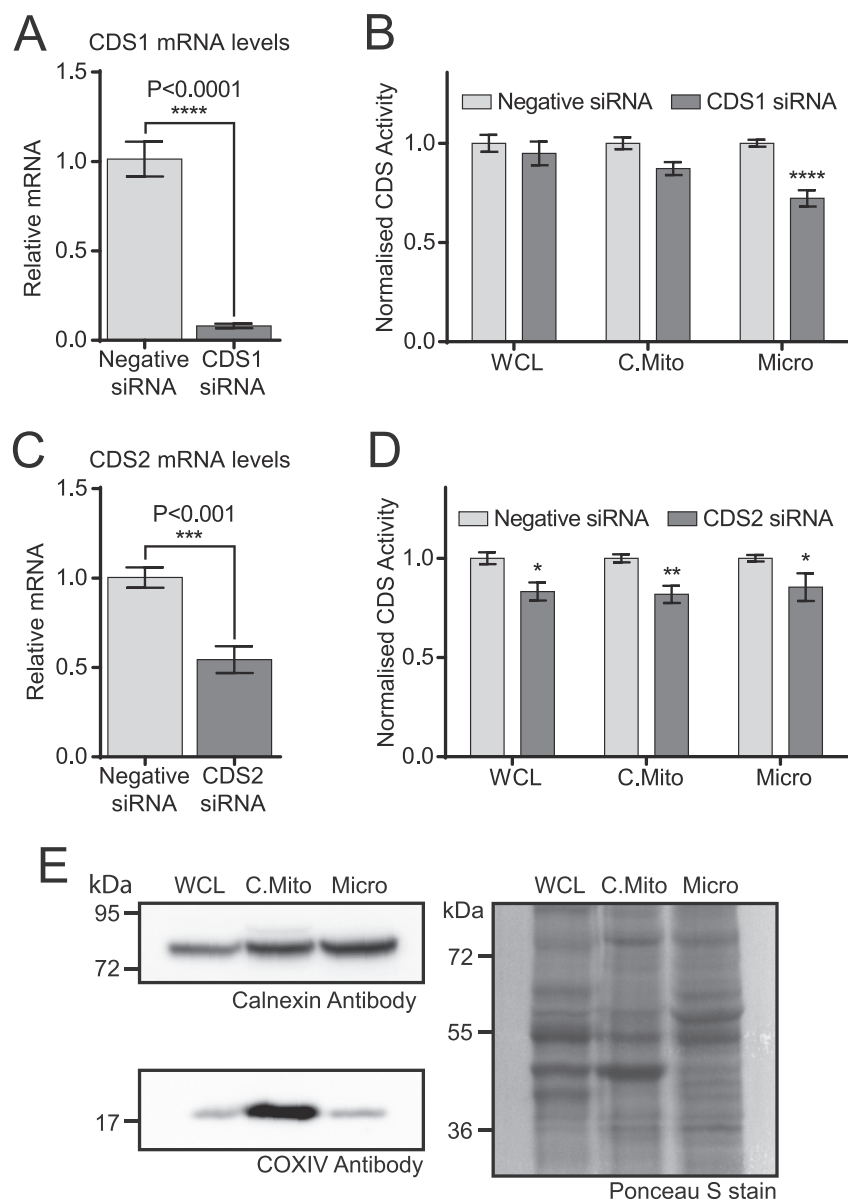 A
CDS1 mRNA levels
Relative mRNA
1.5
1.0
0.5
0.0
P<0.0001
****
Negative siRNA
CDS1 siRNA
B
Normalised CDS Activity
1.0
0.5
0.0
Negative siRNA
CDS1 siRNA
****
WCL
C.Mito
Micro
C
CDS2 mRNA levels
Relative mRNA
1.5
1.0
0.5
0.0
P<0.001
***
Negative siRNA
CDS2 siRNA
D
Normalised CDS Activity
1.0
0.5
0.0
Negative siRNA
CDS2 siRNA
*
**
*
WCL
C.Mito
Micro
E
kDa
WCL C.Mito Micro
95
72
Calnexin Antibody
17
COXIV Antibody
WCL C.Mito Micro
kDa
72
55
36
Ponceau S stain